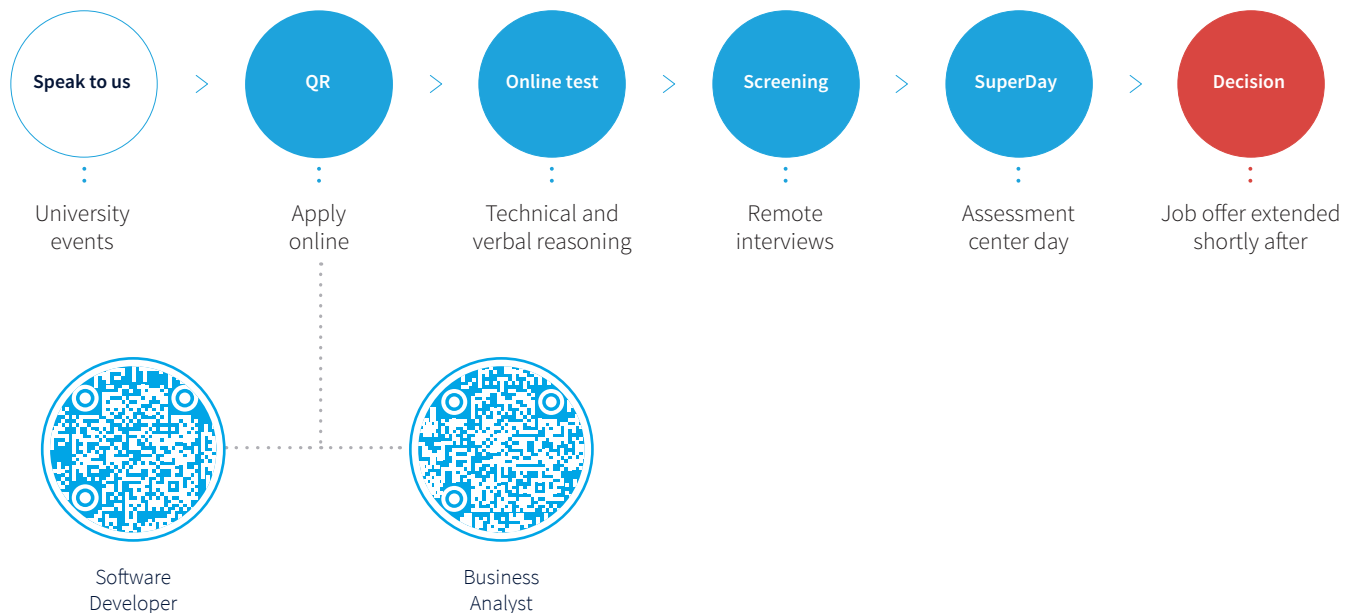 Speak to us
>
QR
>
Online test
>
Screening
>
SuperDay
>
Decision
University
events
Apply
online
Technical and
verbal reasoning
Remote
interviews
Assessment
center day
Job offer extended
shortly after
Software
Developer
Business
Analyst